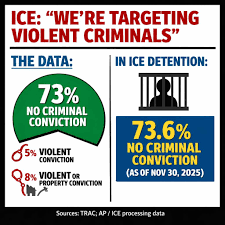 ICE: “WE’RE TARGETING
VIOLENT CRIMINALS”
THE DATA:
73%
NO CRIMINAL
CONVICTION
5% VIOLENT
CONVICTION
8% VIOLENT OR
PROPERTY CONVICTION
IN ICE DETENTION:
73.6%
NO CRIMINAL
CONVICTION
(AS OF NOV 30, 2025)
Sources: TRAC; AP / ICE processing data